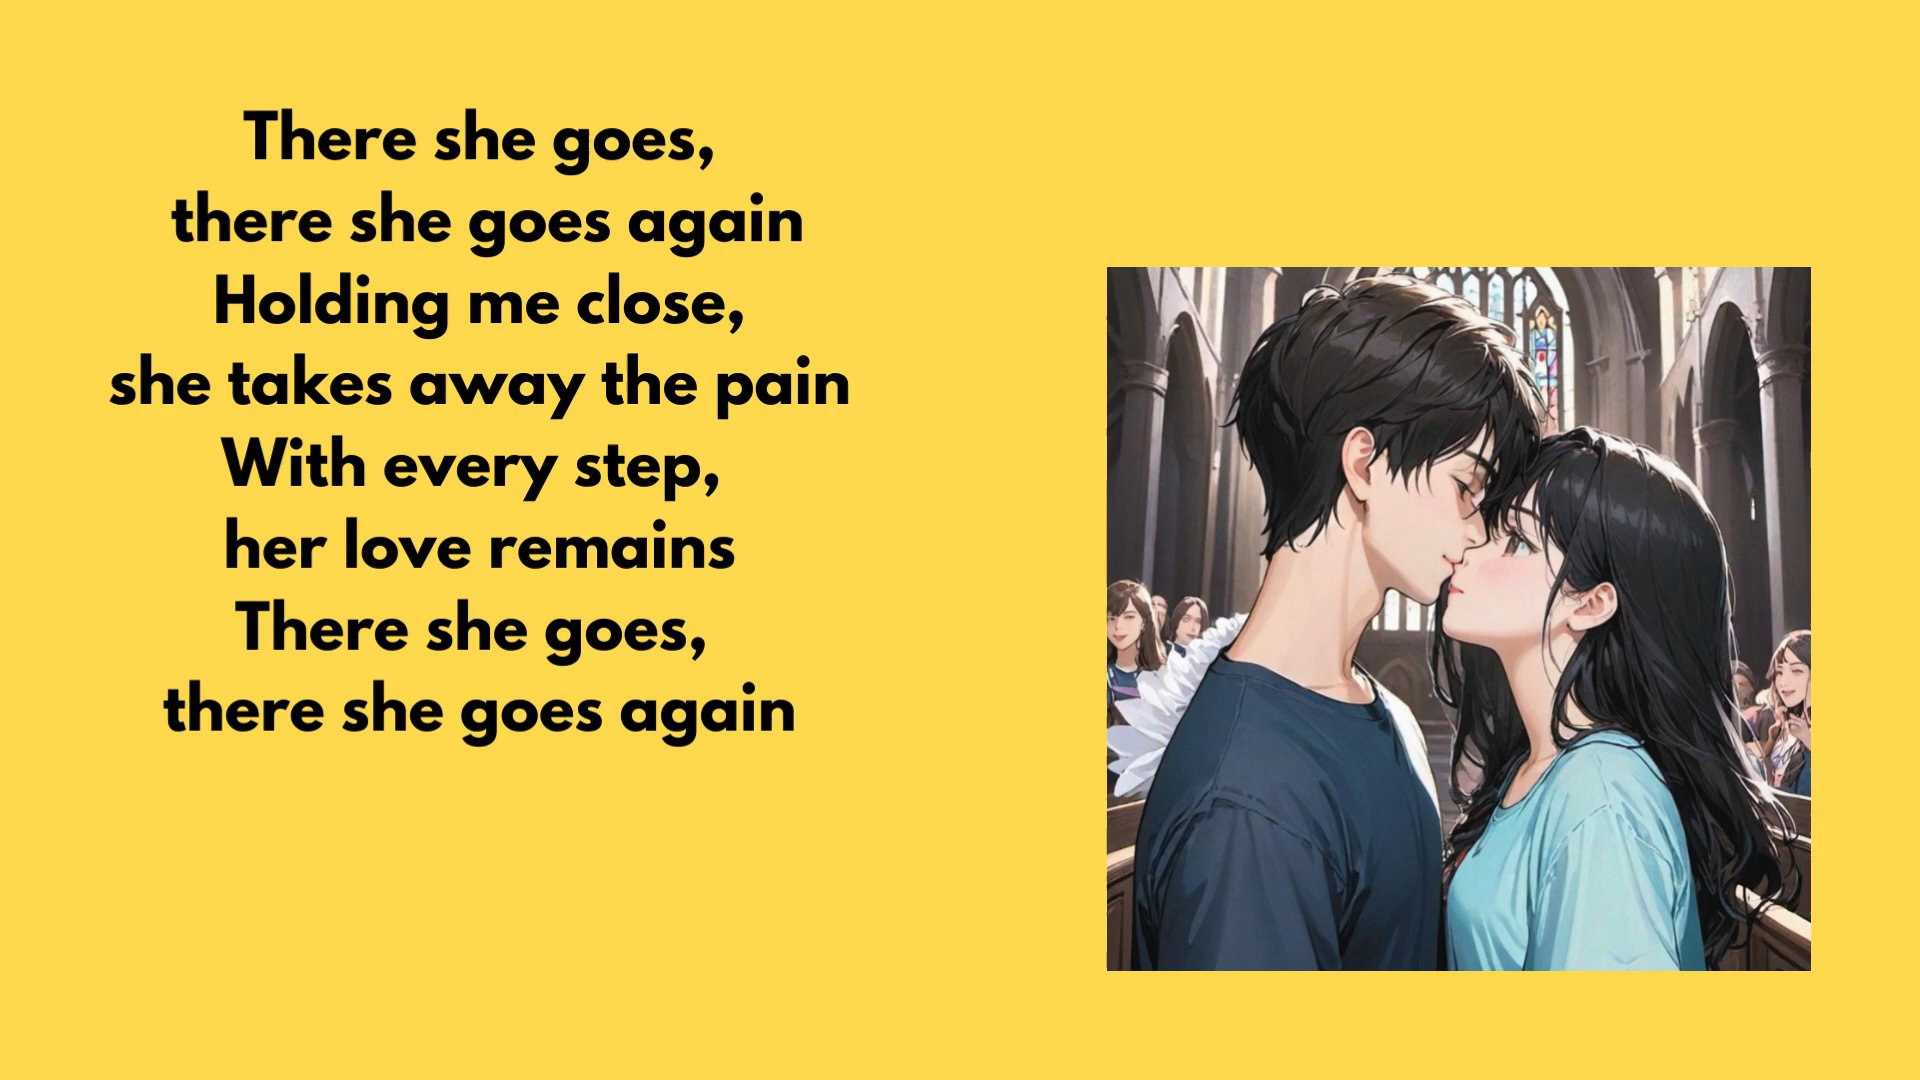 There she goes,
there she goes again
Holding me close,
she takes away the pain
With every step,
her love remains
There she goes,
there she goes again